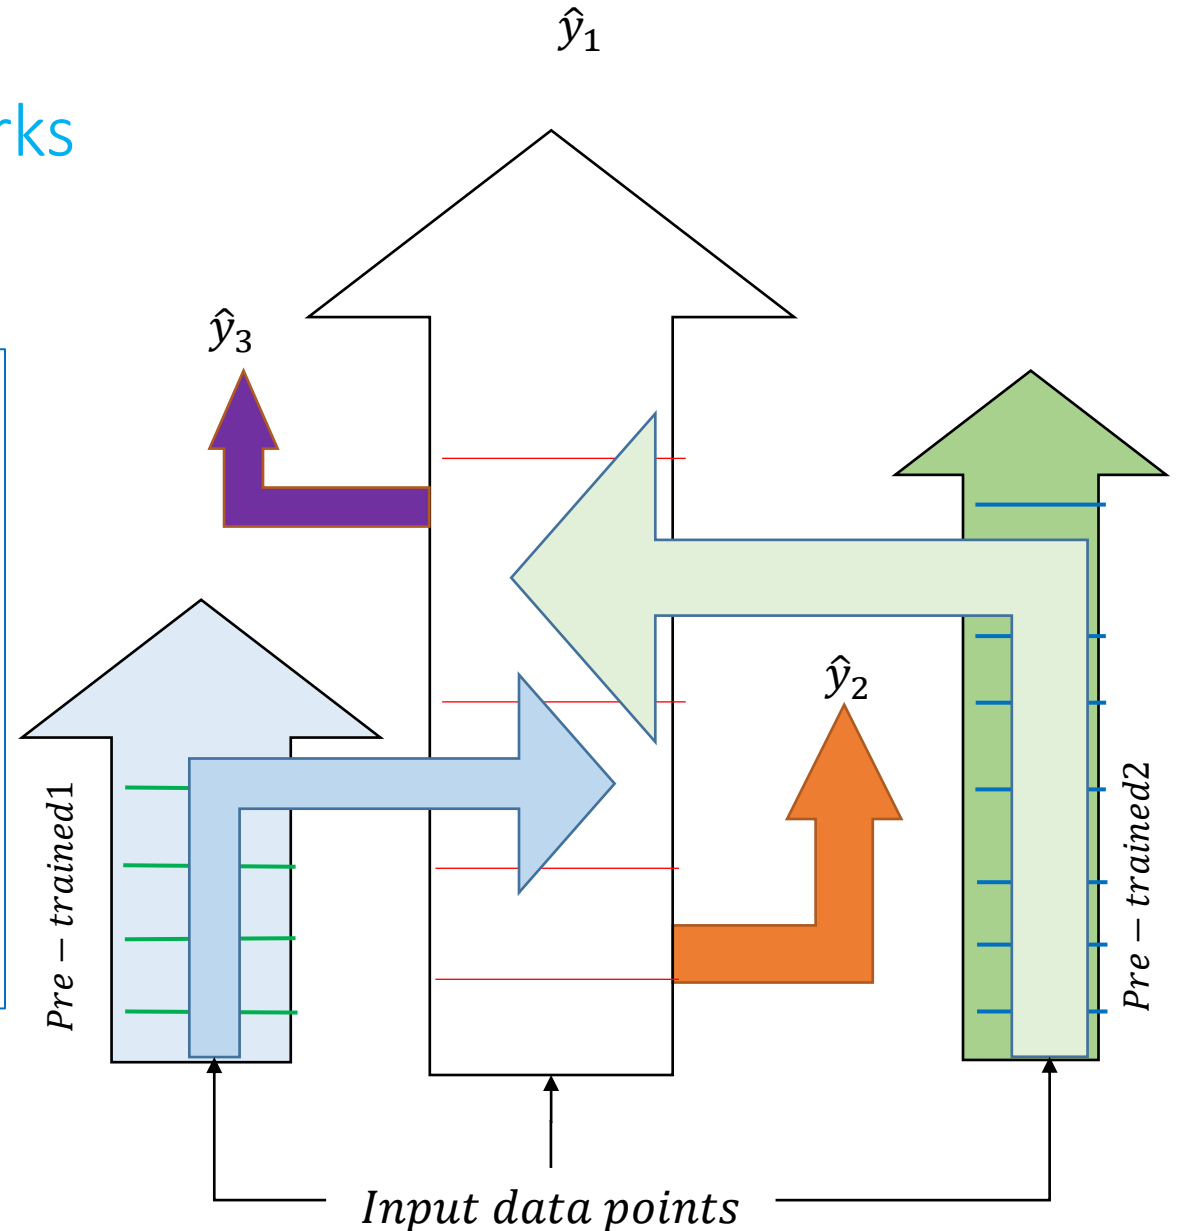 ŷ₁
rks
ŷ₃
ŷ₂
Pre − trained1
Pre − trained2
Input data points